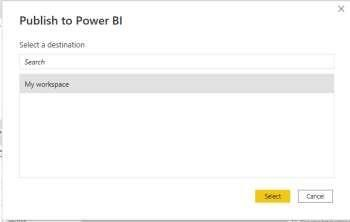 Publish to Power BI
Select a destination
Search
My workspace
Select
Cancel